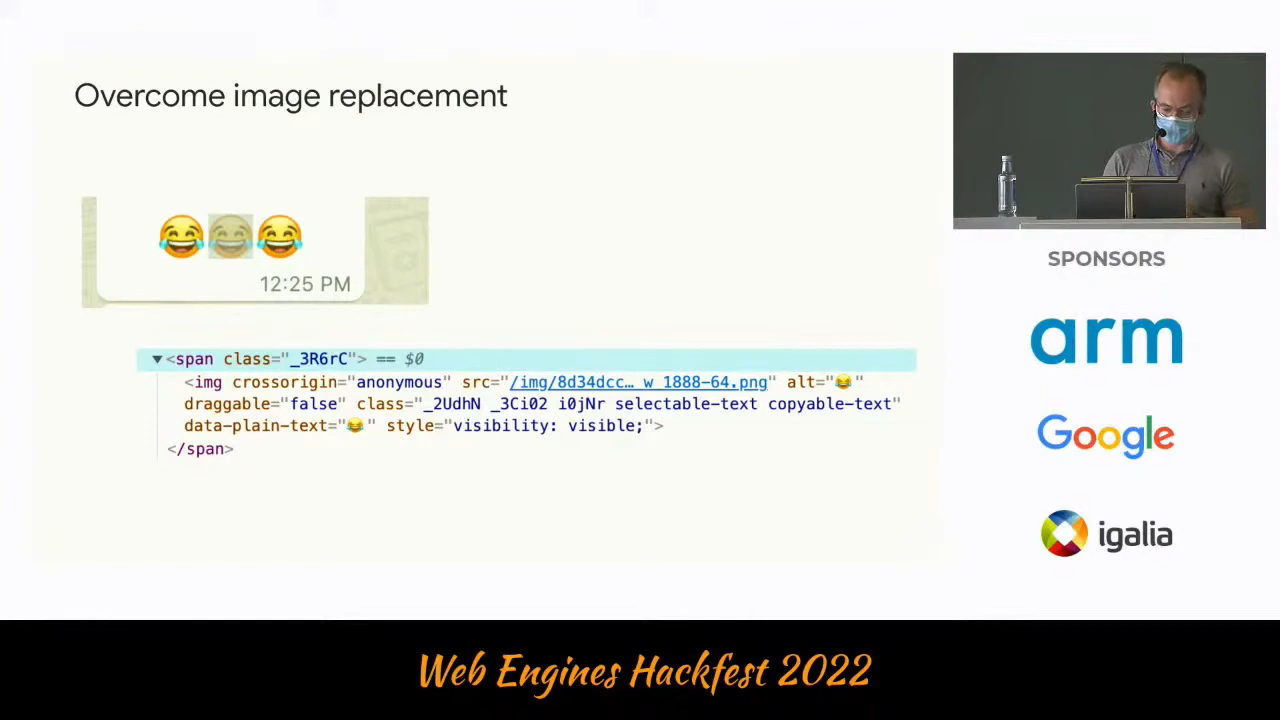 Overcome image replacement
😂😂😂
12:25 PM
▼<span class="_3R6rC"> == $0
<img crossorigin="anonymous" src="/img/8d34dcc… w_1888-64.png" alt="😂"
draggable="false" class="_2UdhN _3Ci02 i0jNr selectable-text copyable-text"
data-plain-text="😂" style="visibility: visible;">
</span>
SPONSORS
arm
Google
igalia
Web Engines Hackfest 2022